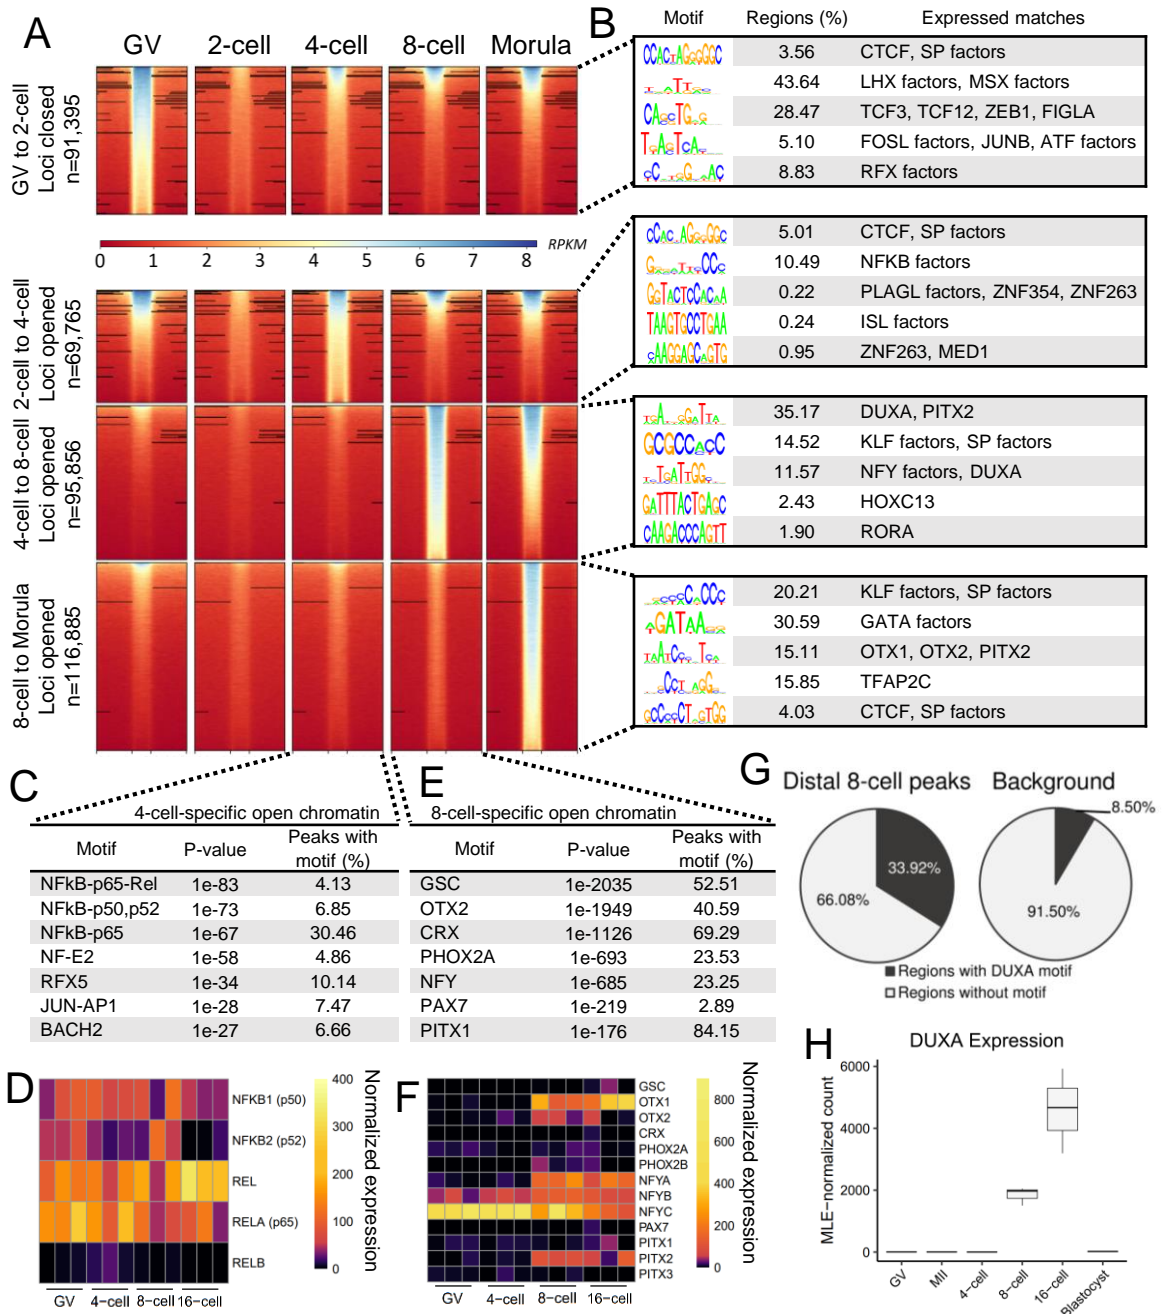 A
GV
2-cell
4-cell
8-cell
Morula
GV to 2-cell
Loci closed
n=91,395
0 1 2 3 4 5 6 7 8
RPKM
2-cell to 4-cell
Loci opened
n=69,765
4-cell to 8-cell
Loci opened
n=95,856
8-cell to Morula
Loci opened
n=116,885
B
Motif Regions (%) Expressed matches
3.56 CTCF, SP factors
43.64 LHX factors, MSX factors
28.47 TCF3, TCF12, ZEB1, FIGLA
5.10 FOSL factors, JUNB, ATF factors
8.83 RFX factors
5.01 CTCF, SP factors
10.49 NFKB factors
GGTACTCCACAA 0.22 PLAGL factors, ZNF354, ZNF263
TAAGTGCCTGAA 0.24 ISL factors
CAAGGAGCAGTG 0.95 ZNF263, MED1
35.17 DUXA, PITX2
GCGCCACC 14.52 KLF factors, SP factors
11.57 NFY factors, DUXA
GATTTACTGAGC 2.43 HOXC13
CAAGACCCAGTT 1.90 RORA
20.21 KLF factors, SP factors
30.59 GATA factors
15.11 OTX1, OTX2, PITX2
15.85 TFAP2C
4.03 CTCF, SP factors
C
4-cell-specific open chromatin
Motif P-value Peaks with
motif (%)
NFkB-p65-Rel 1e-83 4.13
NFkB-p50,p52 1e-73 6.85
NFkB-p65 1e-67 30.46
NF-E2 1e-58 4.86
RFX5 1e-34 10.14
JUN-AP1 1e-28 7.47
BACH2 1e-27 6.66
E
8-cell-specific open chromatin
Motif P-value Peaks with
motif (%)
GSC 1e-2035 52.51
OTX2 1e-1949 40.59
CRX 1e-1126 69.29
PHOX2A 1e-693 23.53
NFY 1e-685 23.25
PAX7 1e-219 2.89
PITX1 1e-176 84.15
G
Distal 8-cell peaks
Background
33.92%
66.08%
8.50%
91.50%
Regions with DUXA motif
Regions without motif
D
NFKB1 (p50)
NFKB2 (p52)
REL
RELA (p65)
RELB
GV 4-cell 8-cell 16-cell
400
300
200
100
0
Normalized expression
F
GSC
OTX1
OTX2
CRX
PHOX2A
PHOX2B
NFYA
NFYB
NFYC
PAX7
PITX1
PITX2
PITX3
GV 4-cell 8-cell 16-cell
800
600
400
200
0
Normalized expression
H
DUXA Expression
MLE-normalized count
6000
4000
2000
0
GV
MII
4-cell
8-cell
16-cell
Blastocyst